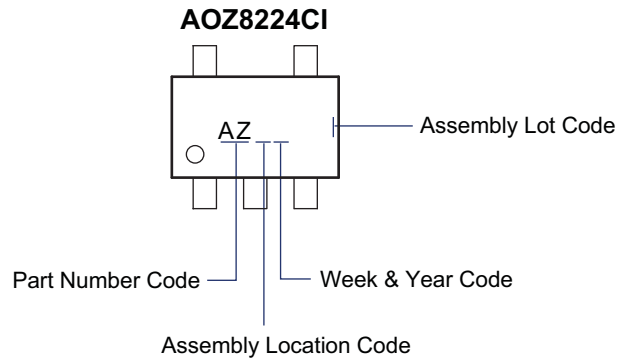 AOZ8224CI
Assembly Lot Code
AZ
Part Number Code
Week & Year Code
Assembly Location Code